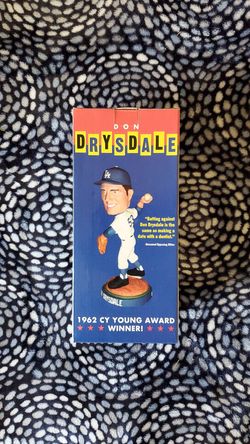 DON
DRYSDALE
LA
"Batting against
Don Drysdale is the
same as making a
date with a dentist."
DRYSDALE
1962 CY YOUNG AWARD
★ ★ ★ WINNER! ★ ★ ★